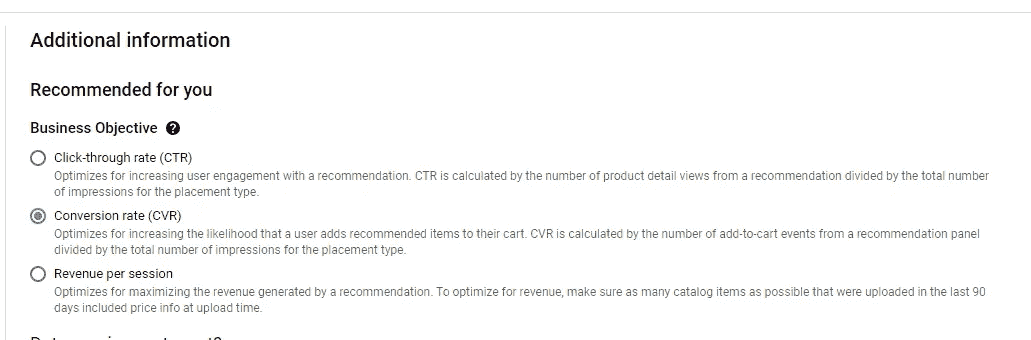 Additional information
Recommended for you
Business Objective ?
Click-through rate (CTR)
Optimizes for increasing user engagement with a recommendation. CTR is calculated by the number of product detail views from a recommendation divided by the total number
of impressions for the placement type.
Conversion rate (CVR)
Optimizes for increasing the likelihood that a user adds recommended items to their cart. CVR is calculated by the number of add-to-cart events from a recommendation panel
divided by the total number of impressions for the placement type.
Revenue per session
Optimizes for maximizing the revenue generated by a recommendation. To optimize for revenue, make sure as many catalog items as possible that were uploaded in the last 90
days included price info at upload time.